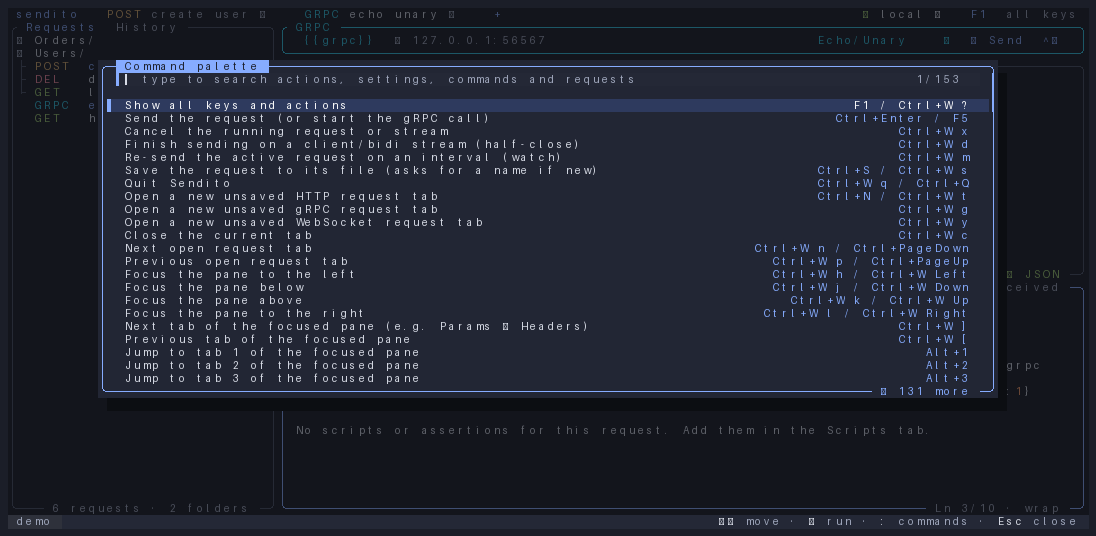 sendito POST create user GRPC echo unary + local F1 all keys
Requests History GRPC
Orders/ {{grpc}} 127.0.0.1:56567 Echo/Unary Send
Users/
POST c Command palette
DEL d type to search actions, settings, commands and requests 1/153
GET l
GRPC e Show all keys and actions F1 / Ctrl+W ?
GET h Send the request (or start the gRPC call) Ctrl+Enter / F5
Cancel the running request or stream Ctrl+W x
Finish sending on a client/bidi stream (half-close) Ctrl+W d
Re-send the active request on an interval (watch) Ctrl+W m
Save the request to its file (asks for a name if new) Ctrl+S / Ctrl+W s
Quit Sendito Ctrl+W q / Ctrl+Q
Open a new unsaved HTTP request tab Ctrl+N / Ctrl+W t
Open a new unsaved gRPC request tab Ctrl+W g
Open a new unsaved WebSocket request tab Ctrl+W y
Close the current tab Ctrl+W c
Next open request tab Ctrl+W n / Ctrl+PageDown
Previous open request tab Ctrl+W p / Ctrl+PageUp
Focus the pane to the left Ctrl+W h / Ctrl+W Left JSON
Focus the pane below Ctrl+W j / Ctrl+W Down ceived
Focus the pane above Ctrl+W k / Ctrl+W Up
Focus the pane to the right Ctrl+W l / Ctrl+W Right
Next tab of the focused pane (e.g. Params Headers) Ctrl+W ]
Previous tab of the focused pane Ctrl+W [
Jump to tab 1 of the focused pane Alt+1
Jump to tab 2 of the focused pane Alt+2 grpc
Jump to tab 3 of the focused pane Alt+3
131 more :1}
No scripts or assertions for this request. Add them in the Scripts tab.
6 requests · 2 folders Ln 3/10 · wrap
demo move · run · : commands · Esc close